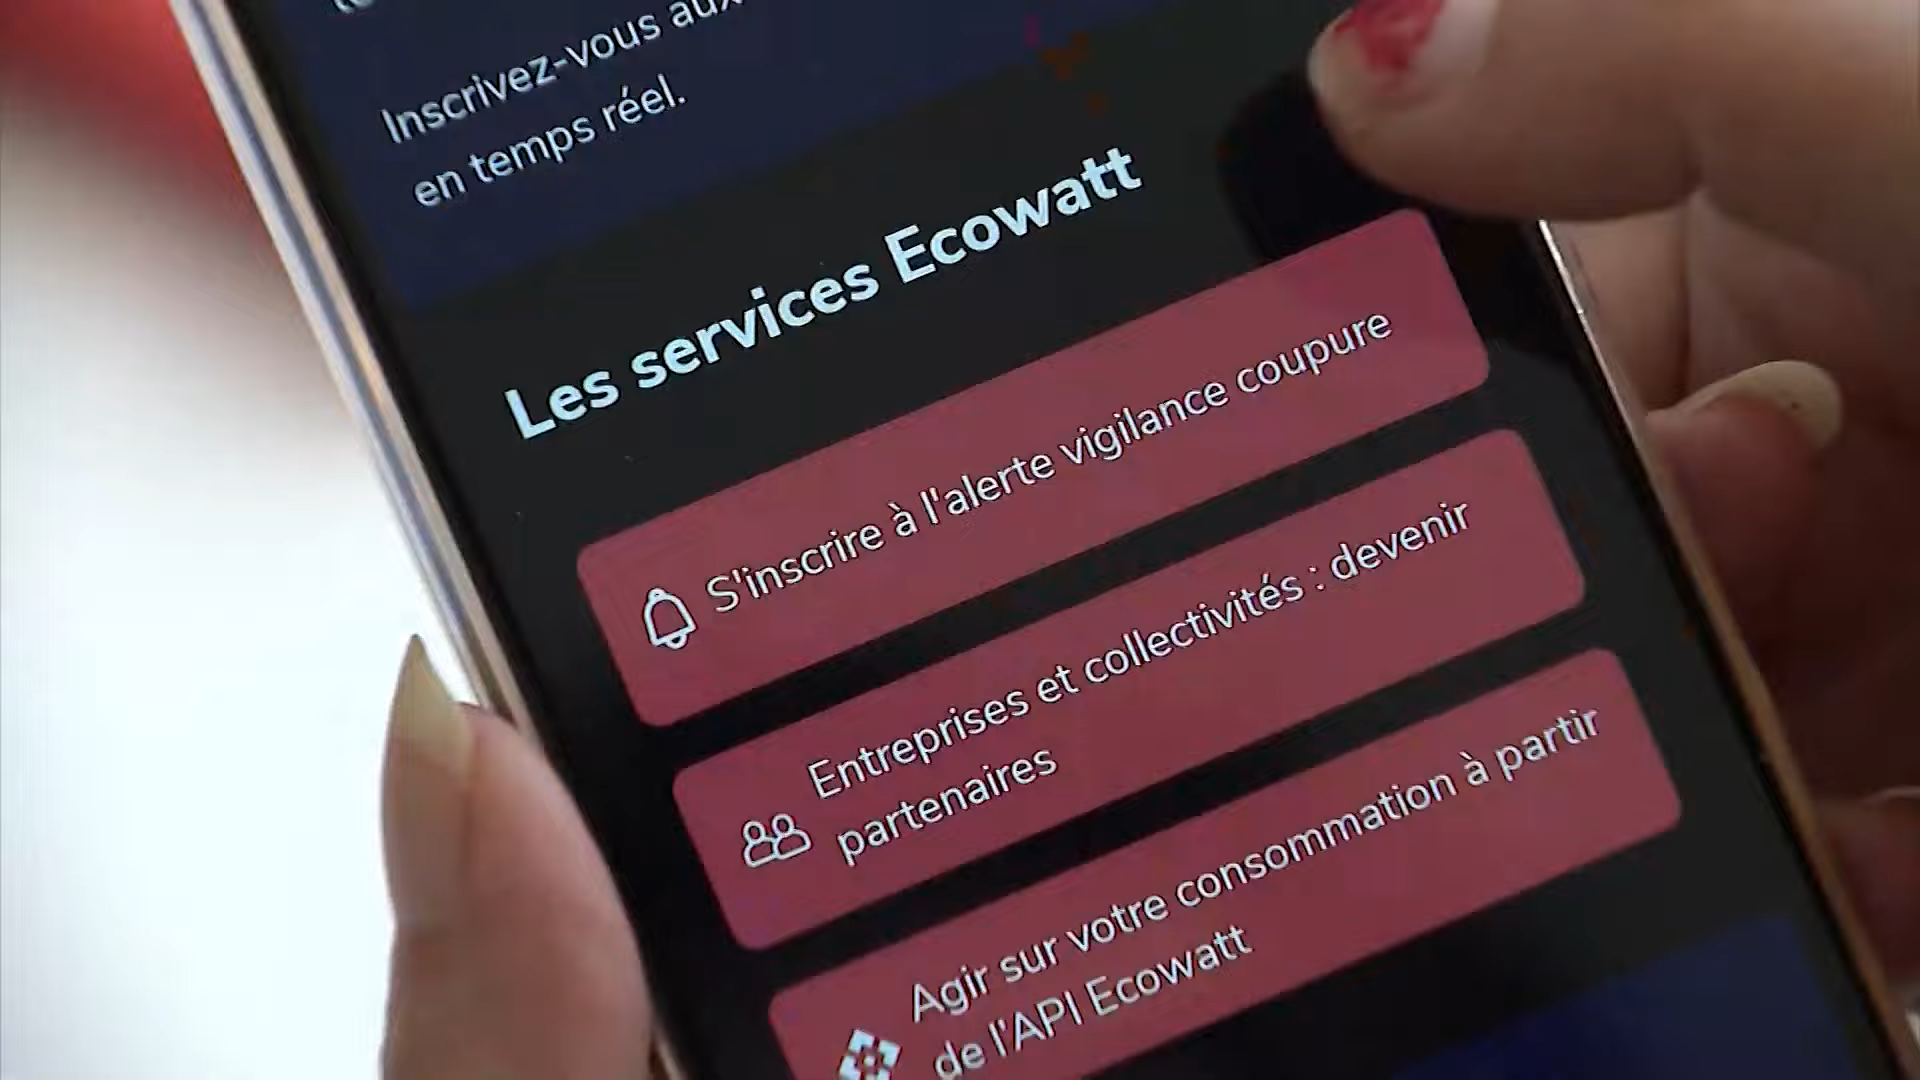 Inscrivez-vous aux
en temps réel.
Les services Ecowatt
S'inscrire à l'alerte vigilance coupure
Entreprises et collectivités : devenir
partenaires
Agir sur votre consommation à partir
de l'API Ecowatt